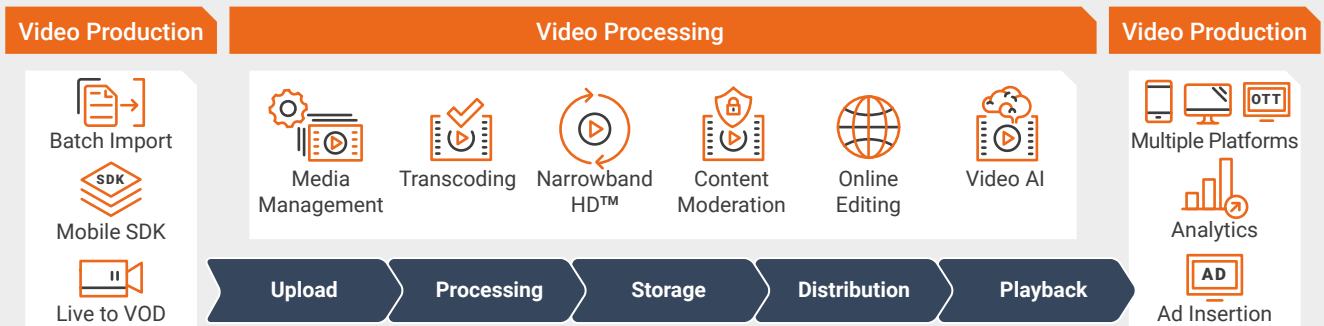 Video Production
Batch Import
SDK
Mobile SDK
Live to VOD
Video Processing
Media
Management
Transcoding
Narrowband
HD™
Content
Moderation
Online
Editing
Video AI
Upload
Processing
Storage
Distribution
Playback
Video Production
OTT
Multiple Platforms
Analytics
AD
Ad Insertion